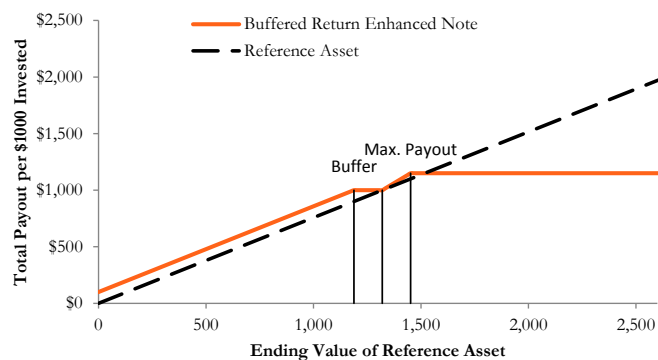 $2,500
$2,000
$1,500
$1,000
$500
$0
Total Payout per $1000 Invested
Buffered Return Enhanced Note
Reference Asset
Max. Payout
Buffer
0
500
1,000
1,500
2,000
2,500
Ending Value of Reference Asset